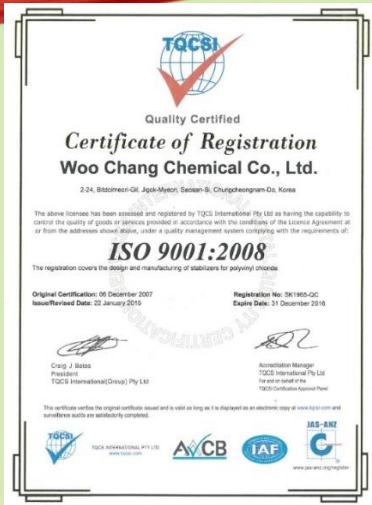 TQCSI
Quality Certified
Certificate of Registration
Woo Chang Chemical Co., Ltd.
2-24, Bitdolmeori-Gil, Jigok-Myeon, Seosan-Si, Chungcheongnam-Do, Korea
The above licensee has been assessed and registered by TQCS International Pty Ltd as having the capability to
control the quality of goods or services provided in accordance with the conditions of the Licence Agreement at
or from the addresses shown above, under a quality management system complying with the requirements of:
ISO 9001:2008
The registration covers the design and manufacturing of stabilizers for polyvinyl chloride
Original Certification: 06 December 2007
Registration No: SK1965-QC
Issue/Revised Date: 22 January 2015
Expire Date: 31 December 2016
Craig J Bates
President
TQCS International(Group) Pty Ltd
Accreditation Manager
TQCS International Pty Ltd
For and on behalf of the
TQCS Certification Approval Panel
This certificate verifies the original certificate issued and is valid as long as it is displayed as an electronic copy at www.tqcsi.com and
surveillance audits are satisfactorily completed.
TQCSI
TQCS INTERNATIONAL PTY LTD
www.tqcsi.com
AWCB
IAF
JAS-ANZ
www.jas-anz.org/register